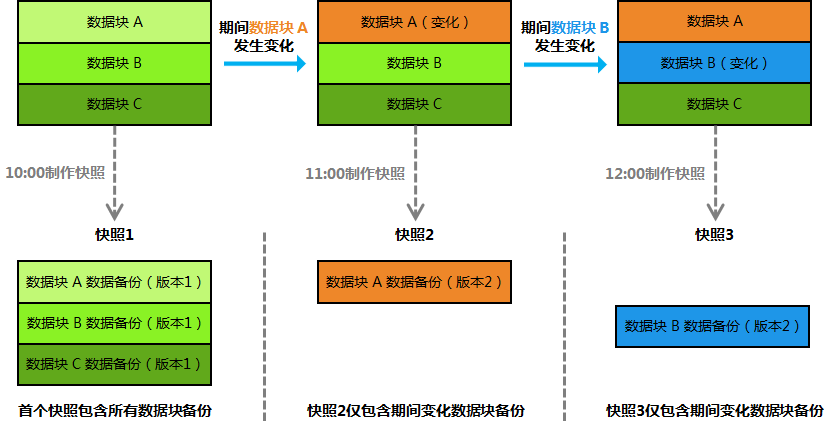 数据块 A
数据块 B
数据块 C
期间数据块 A
发生变化
数据块 A（变化）
数据块 B
数据块 C
期间数据块 B
发生变化
数据块 A
数据块 B（变化）
数据块 C
10:00制作快照
11:00制作快照
12:00制作快照
快照1
数据块 A 数据备份（版本1）
数据块 B 数据备份（版本1）
数据块 C 数据备份（版本1）
首个快照包含所有数据块备份
快照2
数据块 A 数据备份（版本2）
快照2仅包含期间变化数据块备份
快照3
数据块 B 数据备份（版本2）
快照3仅包含期间变化数据块备份